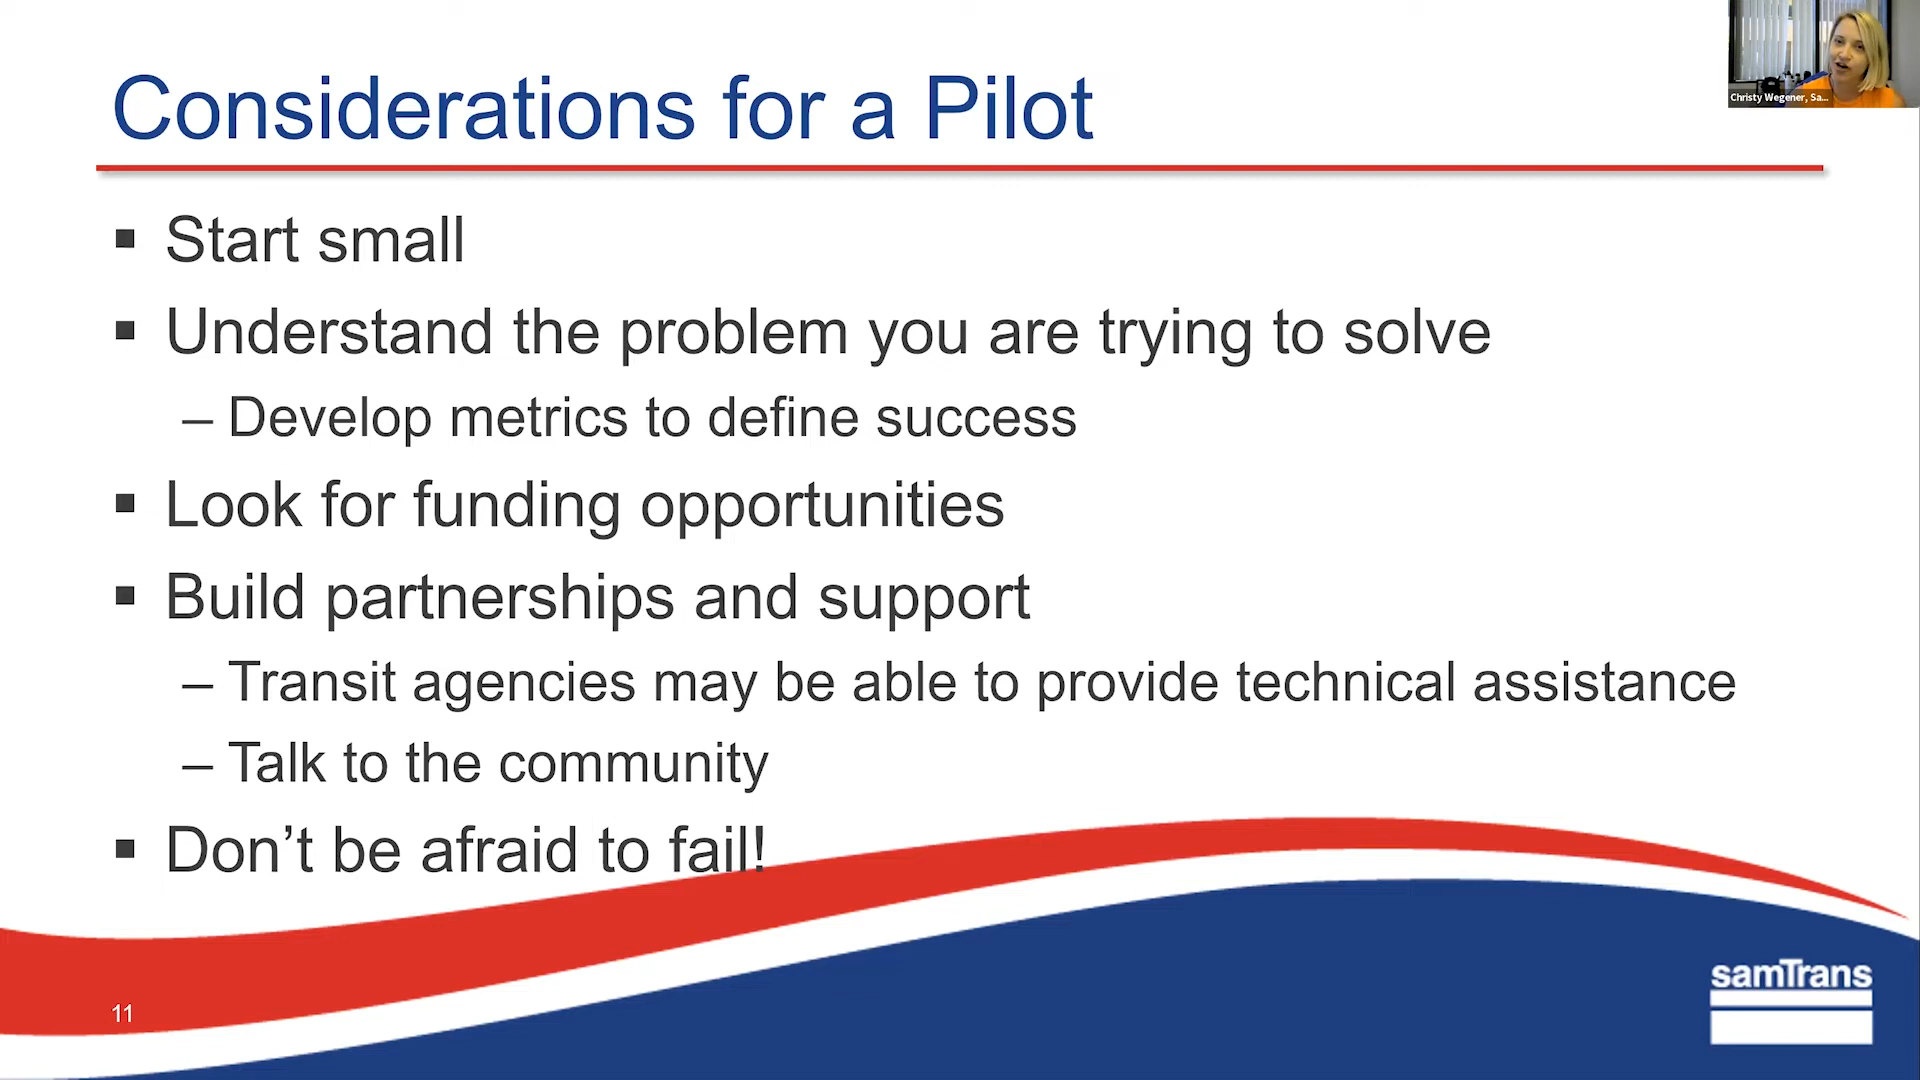 Considerations for a Pilot
Christy Wegener, Sa...
▪ Start small
▪ Understand the problem you are trying to solve
– Develop metrics to define success
▪ Look for funding opportunities
▪ Build partnerships and support
– Transit agencies may be able to provide technical assistance
– Talk to the community
▪ Don’t be afraid to fail!
11
samTrans